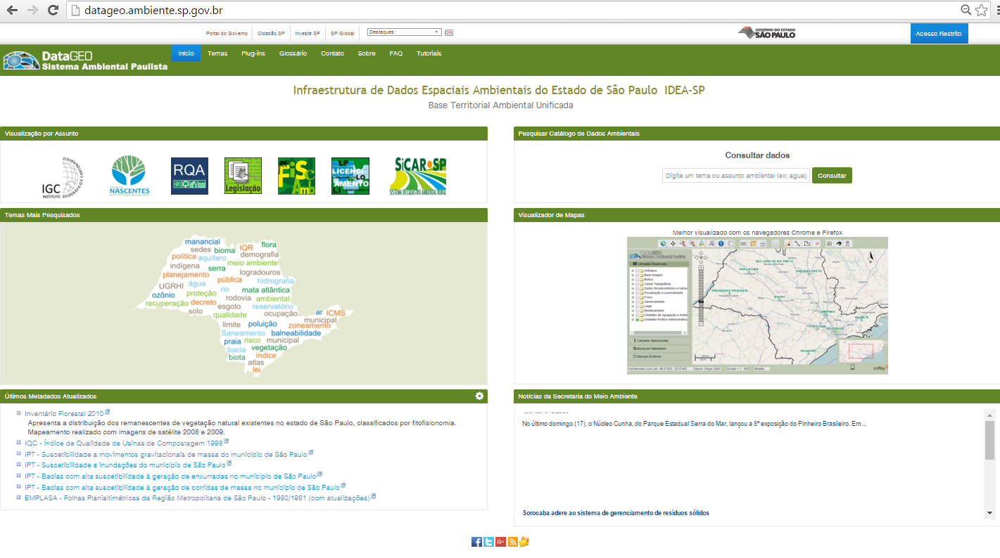 datageo.ambiente.sp.gov.br
Portal do Governo Cidadão.SP Investe SP SP Global Destaques: OK
GOVERNO DO ESTADO
SÃO PAULO
Acesso Restrito
DataGEO
Sistema Ambiental Paulista
Início Temas Plug-ins Glossário Contato Sobre FAQ Tutoriais
Infraestrutura de Dados Espaciais Ambientais do Estado de São Paulo IDEA-SP
Base Territorial Ambiental Unificada
Visualização por Assunto
IGC
INSTITUTO GEOGRÁFICO E CARTOGRÁFICO
NASCENTES
RQA
Legislação
FiSc
Amb
LP
LICENCI
LO
AMENTO
LI
LICENCIAMENTO
SiCAR-SP
SISTEMA DE CADASTRO AMBIENTAL RURAL
Pesquisar Catálogo de Dados Ambientais
Consultar dados
Digite um tema ou assunto ambiental (ex: agua)
Consultar
Temas Mais Pesquisados
manancial
sedes bioma IQR flora
política aquífero demografia
indígena serra meio ambiente
planejamento logradouros
UGRHI água pública hidrografia
ozônio proteção rio mata atlântica
recuperação decreto rodovia ambiental
solo esgoto reservatório
qualidade ocupação ar ICMS
limite poluição zoneamento municipal
Saneamento balneabilidade
praia risco municipal
bacia vegetação
biota índice
atlas
lei
Visualizador de Mapas
Melhor visualizado com os navegadores Chrome e Firefox
DataGEO
Sistema Ambiental Paulista
Camadas Disponíveis
Antrópico
Base Imagem
Biótico
Cartas Topográficas
Dados Socioeconômico e Indoes
Fiscalização e Licenciamento
Físico
Gerenciamento
Legal
Monitoramento
Unidades de Agregação e Análise
Unidades Político-Administrativa
Camadas Selecionadas
Busca por Metadados
Serviços Externos
SÃO JOSÉ DO RIO PRETO
ARAÇATUBA
RIBEIRÃO PRETO
PRESIDENTE PRUDENTE
BAURU
CAMPINAS
TAUBATÉ
SOROCABA
SÃO PAULO
REGISTRO
N
coffey
Últimos Metadados Atualizados
Inventário Florestal 2010
Apresenta a distribuição dos remanescentes de vegetação natural existentes no estado de São Paulo, classificados por fitofisionomia.
Mapeamento realizado com imagens de satélite 2008 e 2009.
IQC - Índice de Qualidade de Usinas de Compostagem 1998
IPT - Suscetibilidade a movimentos gravitacionais de massa do município de São Paulo
IPT - Suscetibilidade a inundações do município de São Paulo
IPT - Bacias com alta suscetibilidade à geração de enxurradas no município de São Paulo
IPT - Bacias com alta suscetibilidade à geração de corridas de massa no município de São Paulo
EMPLASA - Folhas Planialtimétricas da Região Metropolitana de São Paulo - 1980/1981 (com atualizações)
Notícias da Secretaria do Meio Ambiente
No último domingo (17), o Núcleo Cunha, do Parque Estadual Serra do Mar, lançou a 8ª exposição do Pinheiro Brasileiro. Em ...
Sorocaba adere ao sistema de gerenciamento de resíduos sólidos